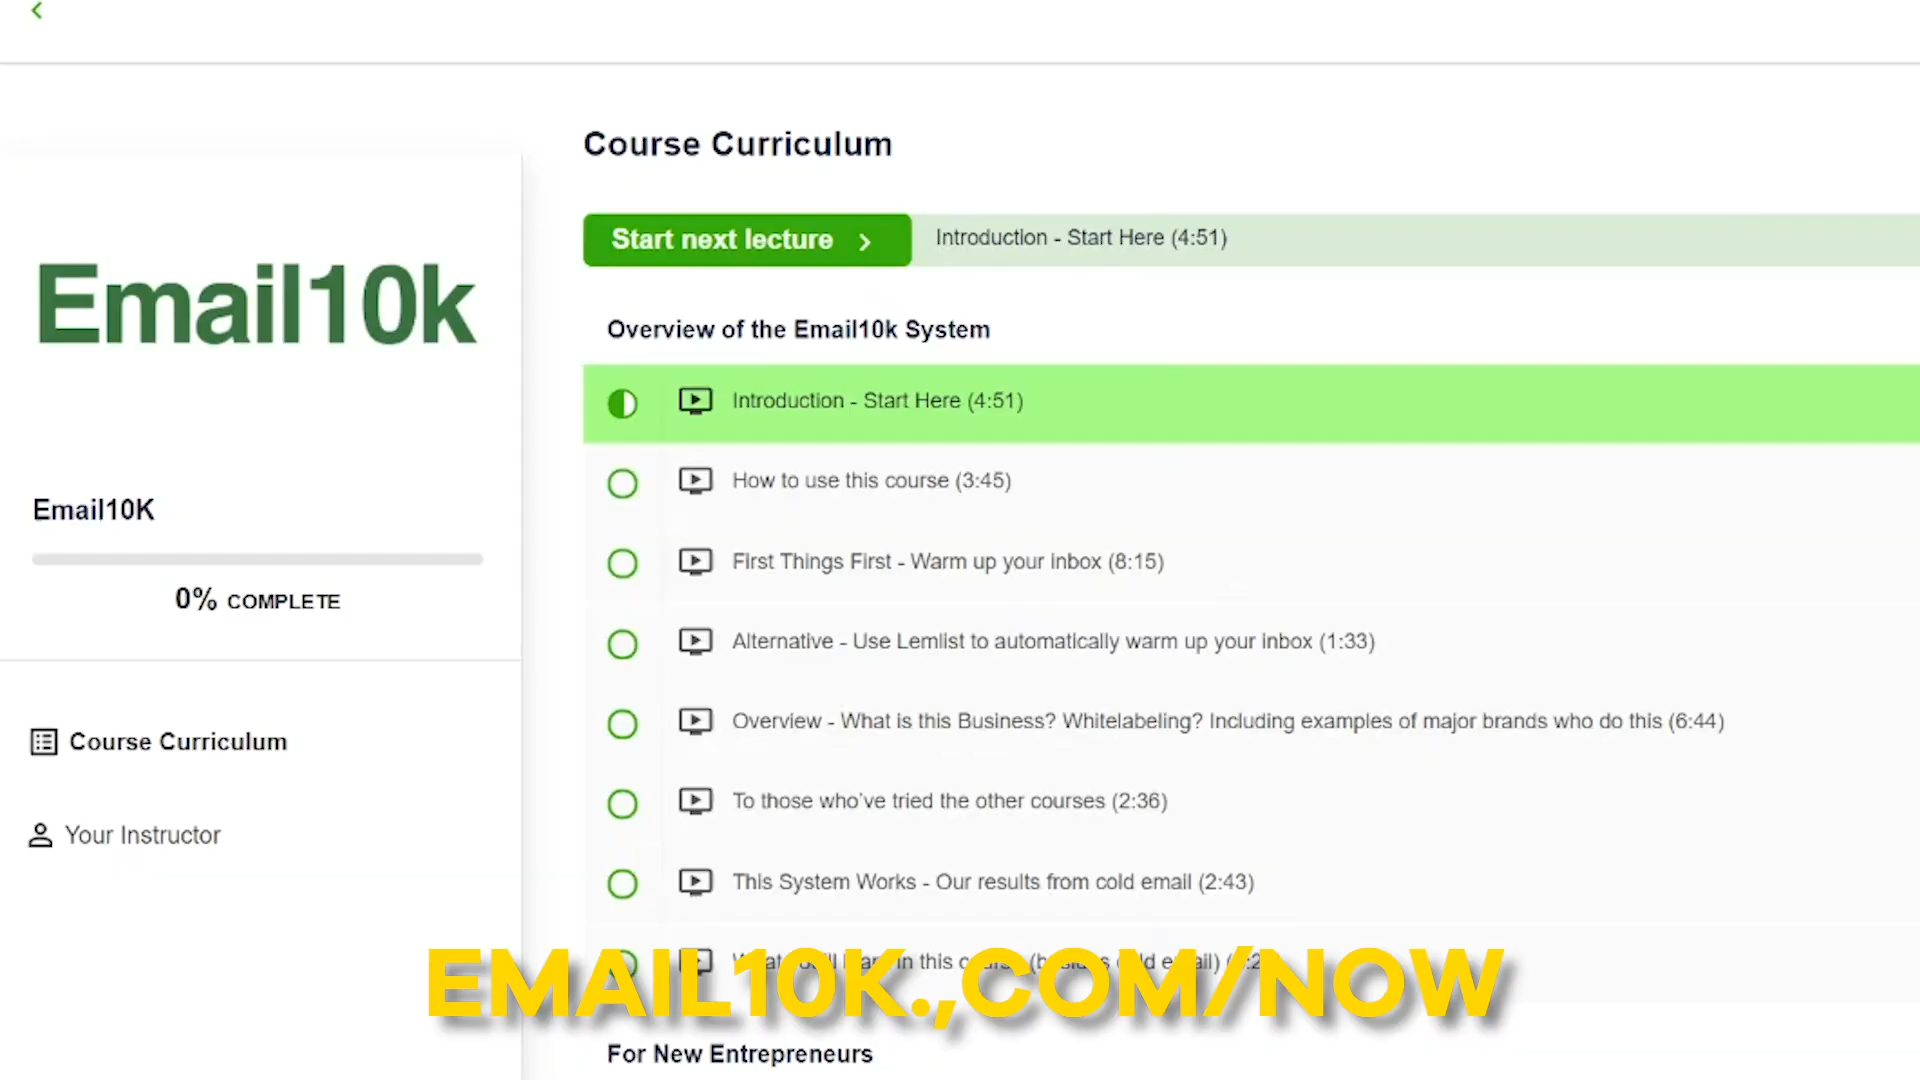 Course Curriculum
Start next lecture
Introduction - Start Here (4:51)
Email10k
Overview of the Email10k System
Introduction - Start Here (4:51)
How to use this course (3:45)
Email10K
First Things First - Warm up your inbox (8:15)
0% COMPLETE
Alternative - Use Lemlist to automatically warm up your inbox (1:33)
Overview - What is this Business? Whitelabeling? Including examples of major brands who do this (6:44)
Course Curriculum
To those who've tried the other courses (2:36)
Your Instructor
This System Works - Our results from cold email (2:43)
in this
EMAIL10K.,COM/NOW
For New Entrepreneurs